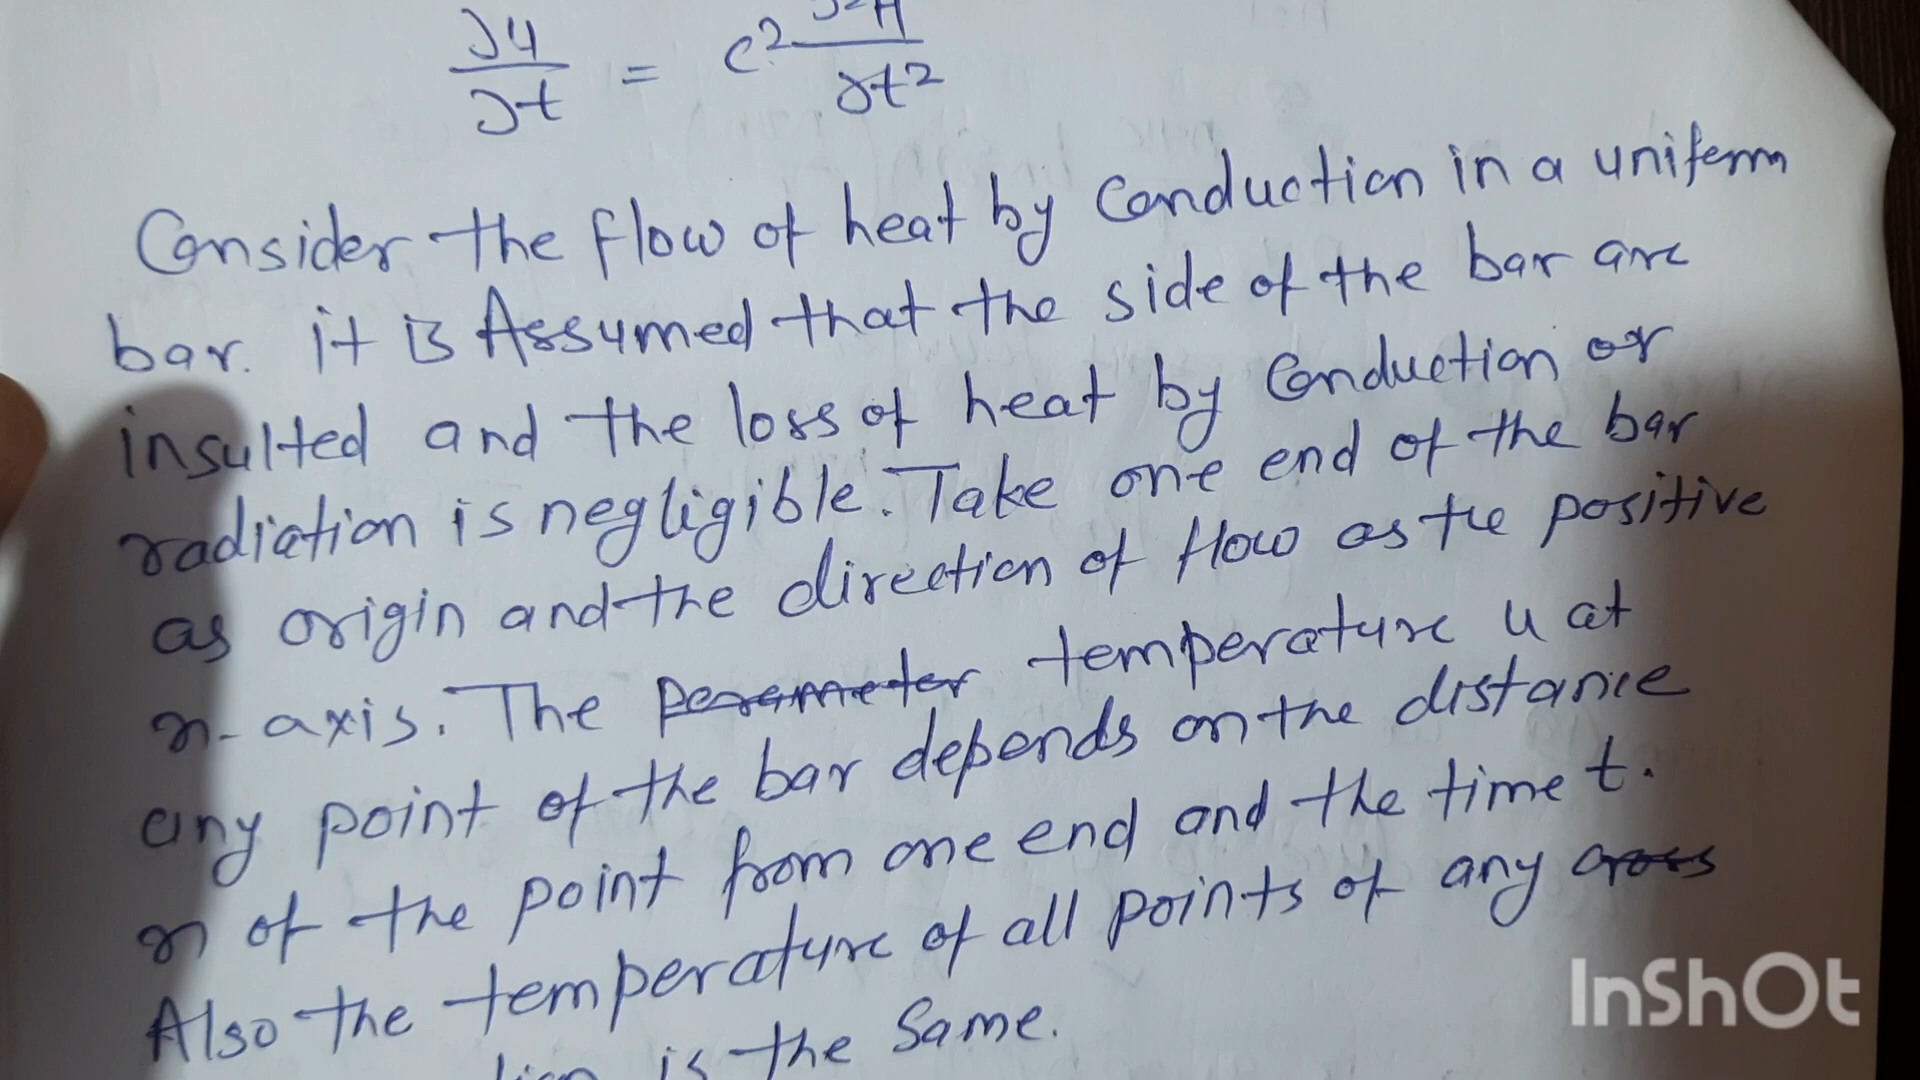 ∂u/∂t = c² ∂²u/∂t²
Consider the flow of heat by Conduction in a uniform
bar. it is Assumed that the side of the bar are
insulted and the loss of heat by Conduction or
radiation is negligible. Take one end of the bar
as origin and the direction of flow as the positive
x-axis. The perameter temperature u at
any point of the bar depends on the distance
x of the point from one end and the time t.
Also the temperature of all points of any cross
is the Same.
InShOt